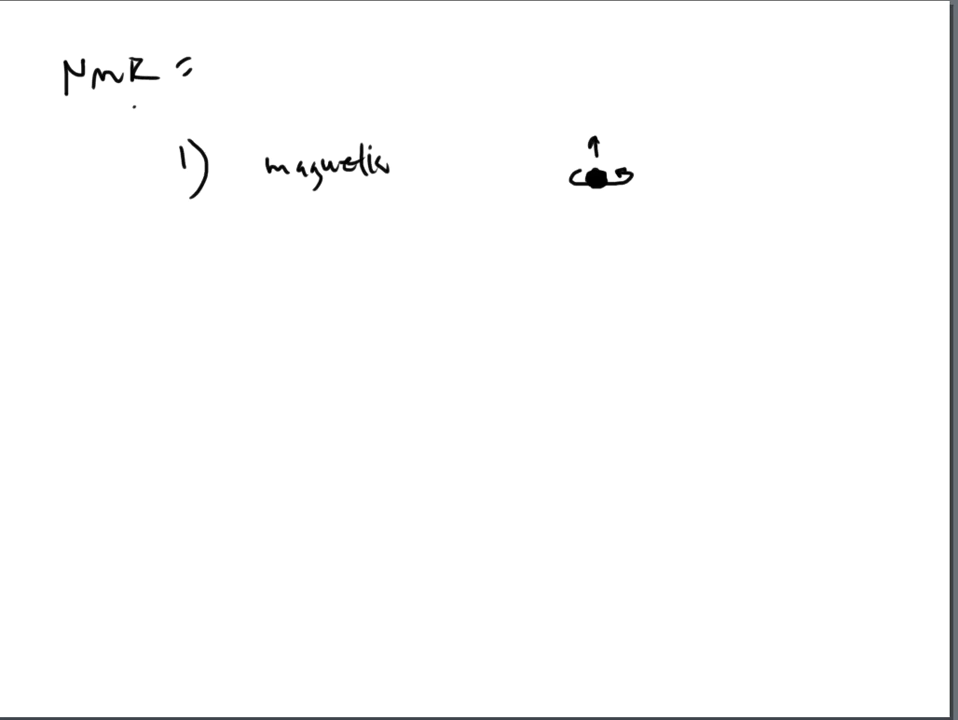 NMR =
1) magnetic